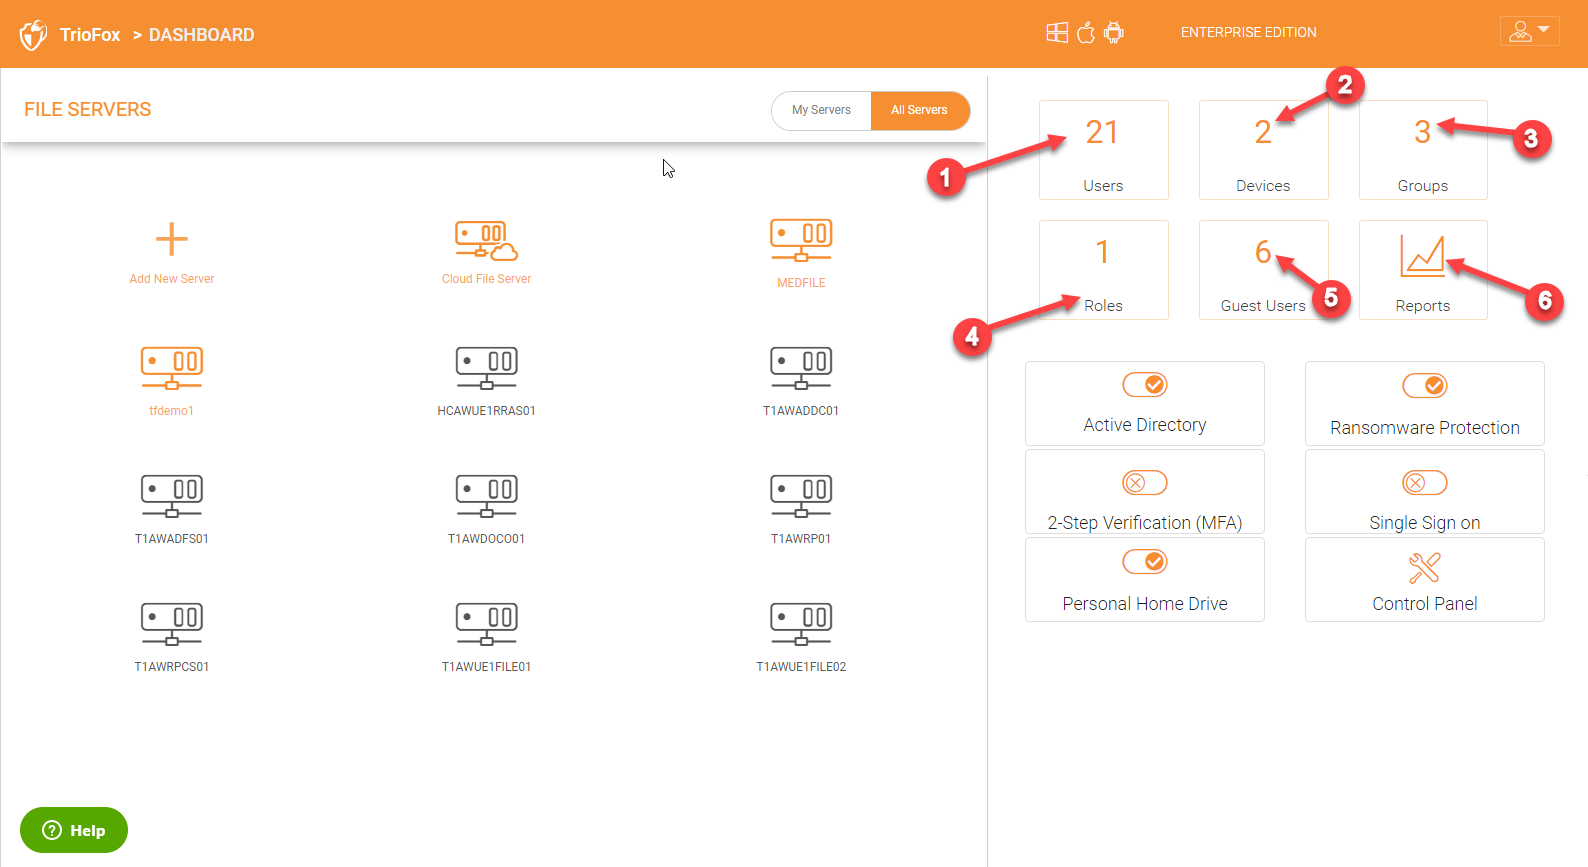 TrioFox > DASHBOARD
ENTERPRISE EDITION
FILE SERVERS
My Servers
All Servers
Add New Server
Cloud File Server
MEDFILE
tfdemo1
HCAWUE1RRAS01
T1AWADDC01
T1AWADFS01
T1AWDOCO01
T1AWRP01
T1AWRPCS01
T1AWUE1FILE01
T1AWUE1FILE02
Help
1
21
Users
2
2
Devices
3
3
Groups
4
1
Roles
5
6
Guest Users
6
Reports
Active Directory
Ransomware Protection
2-Step Verification (MFA)
Single Sign on
Personal Home Drive
Control Panel